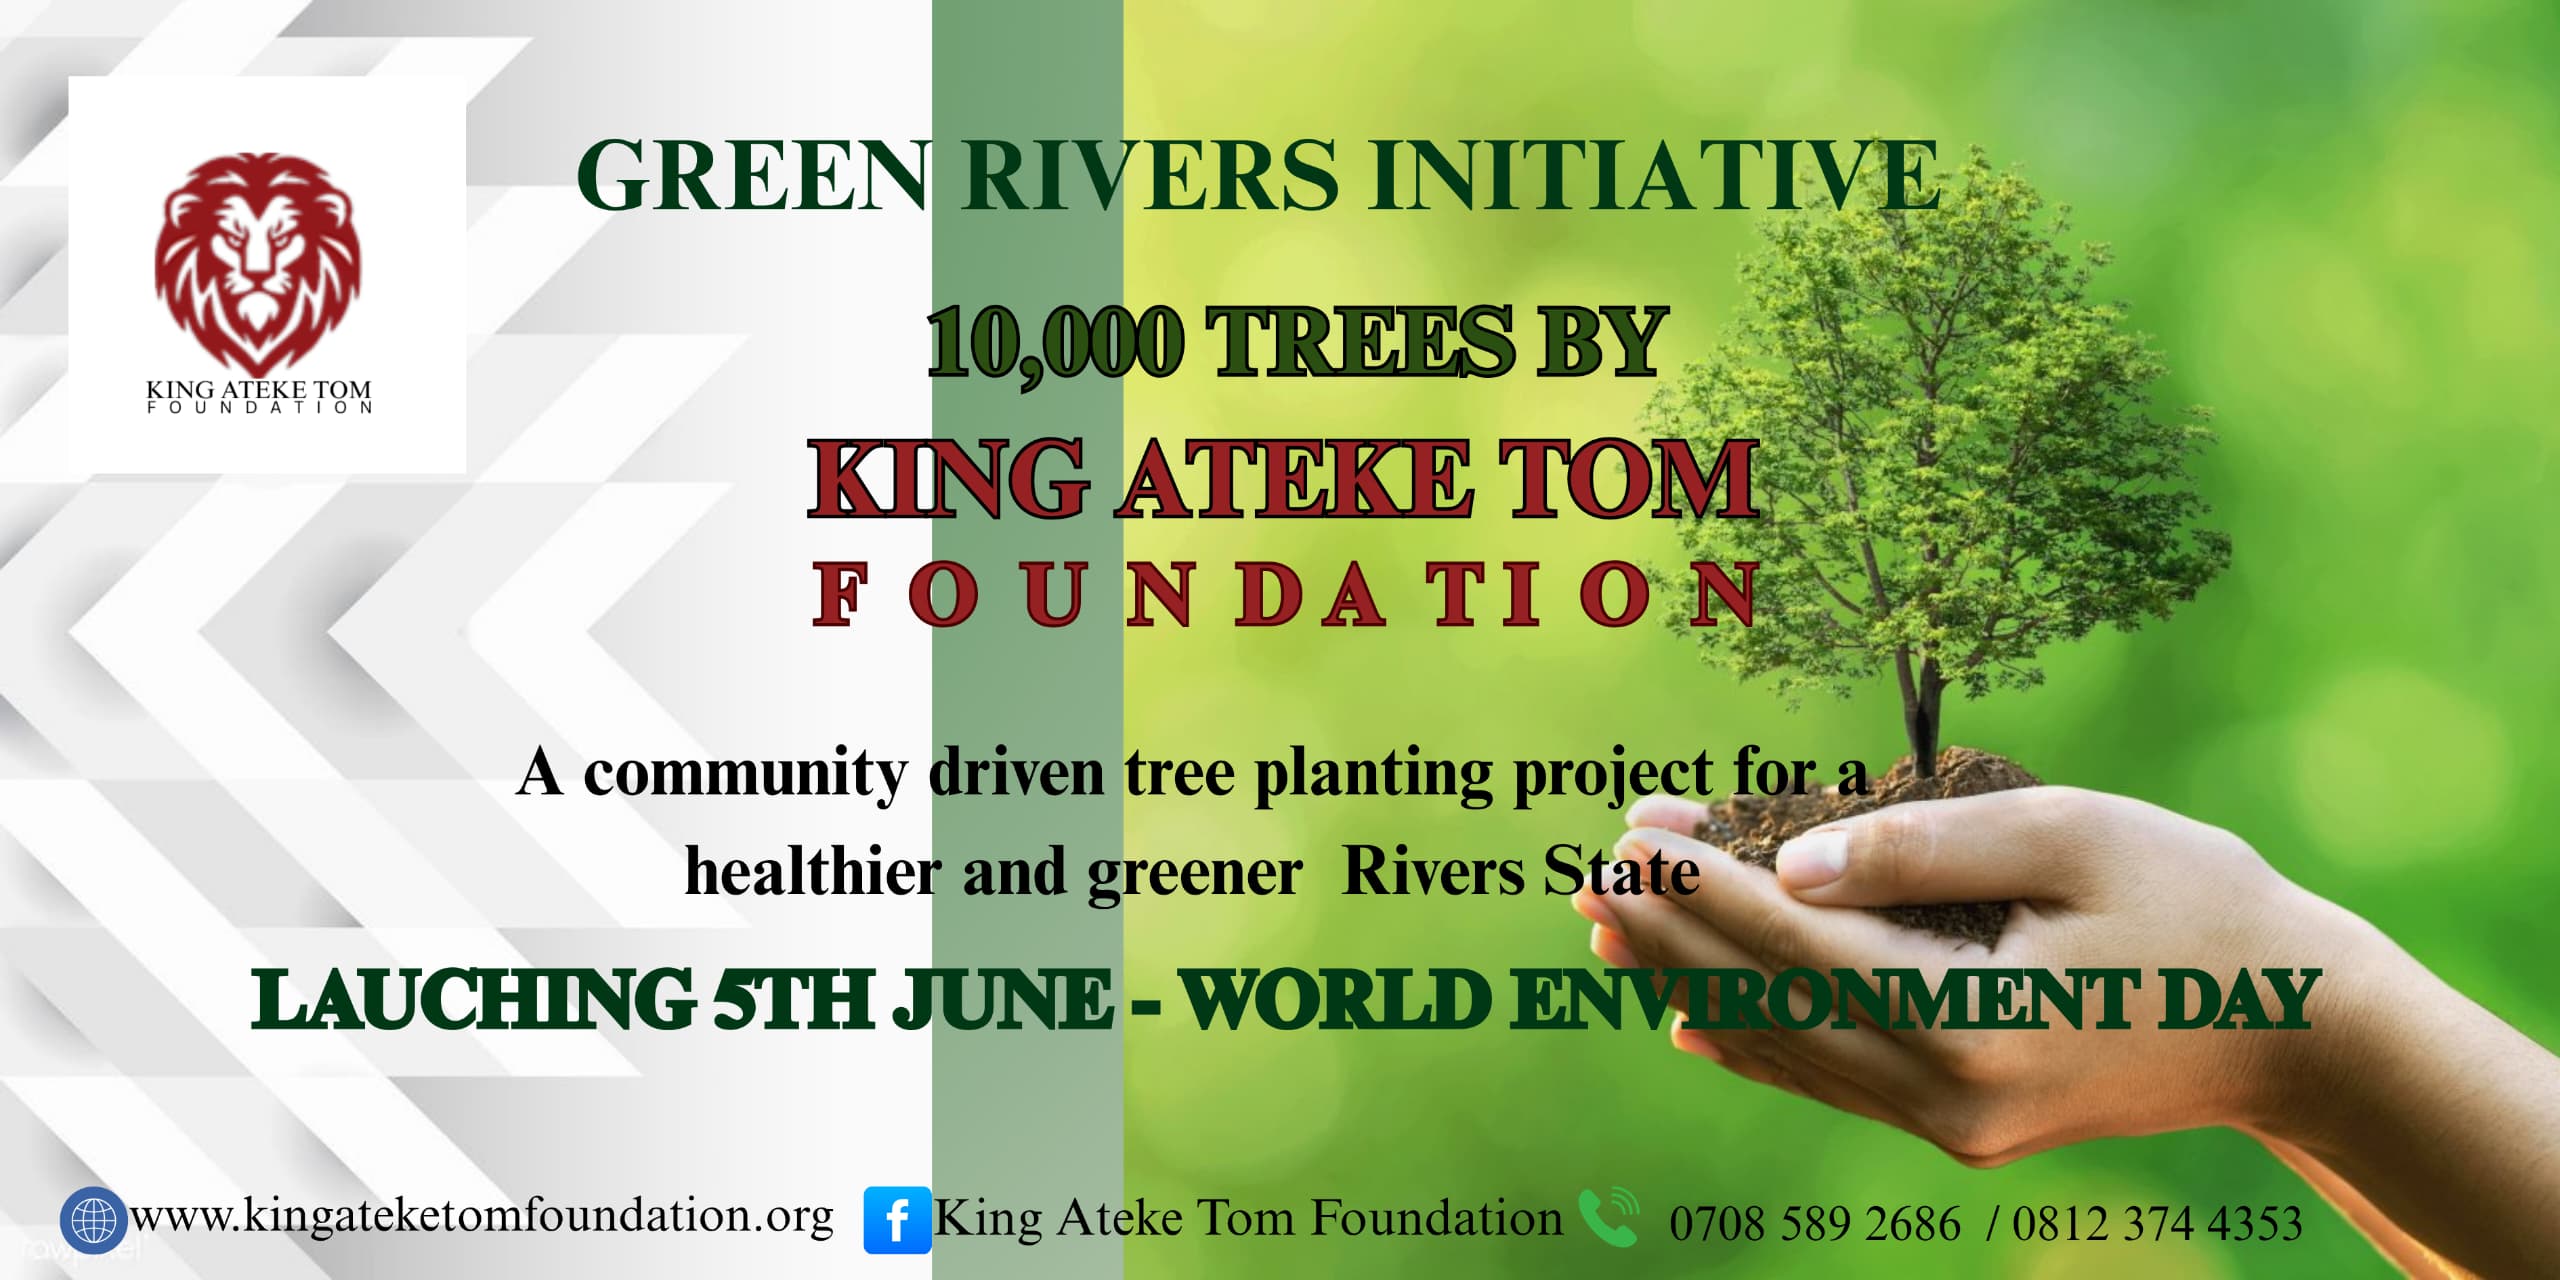 KING ATEKE TOM
FOUNDATION
GREEN RIVERS INITIATIVE
10,000 TREES BY
KING ATEKE TOM
FOUNDATION
A community driven tree planting project for a
healthier and greener Rivers State
LAUCHING 5TH JUNE - WORLD ENVIRONMENT DAY
www.kingateketomfoundation.org
King Ateke Tom Foundation
0708 589 2686 / 0812 374 4353
rawpixel